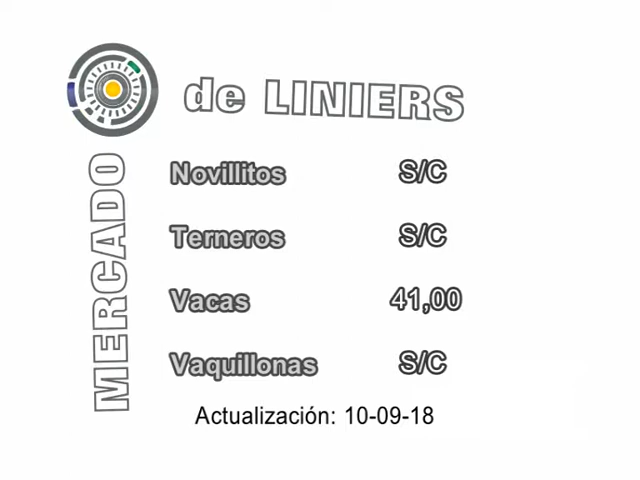 MERCADO
de LINIERS
Novillitos S/C
Terneros S/C
Vacas 41,00
Vaquillonas S/C
Actualización: 10-09-18